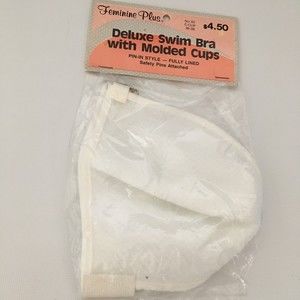 Feminine Plus
$4.50
Deluxe Swim Bra
with Molded Cups
PIN-IN STYLE — FULLY LINED
Safety Pins Attached